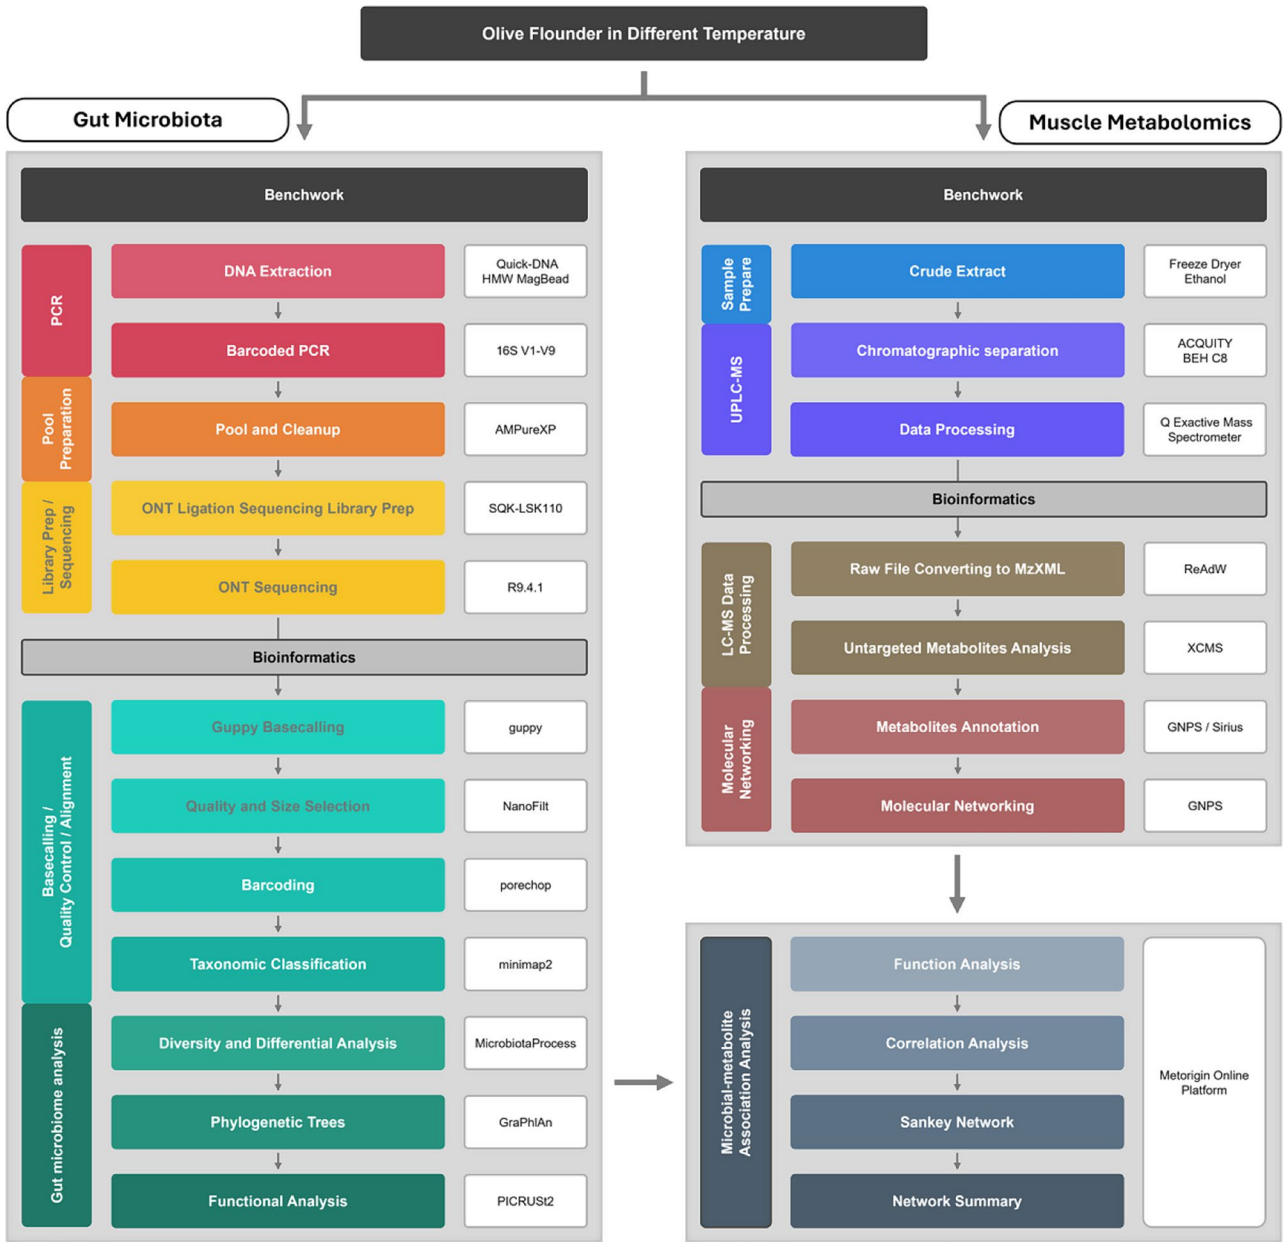 Olive Flounder in Different Temperature
Gut Microbiota
Benchwork
PCR
DNA Extraction
Quick-DNA
HMW MagBead
Barcoded PCR
16S V1-V9
Pool
Preparation
Pool and Cleanup
AMPureXP
Library Prep /
Sequencing
ONT Ligation Sequencing Library Prep
SQK-LSK110
ONT Sequencing
R9.4.1
Bioinformatics
Basecalling /
Quality Control / Alignment
Guppy Basecalling
guppy
Quality and Size Selection
NanoFilt
Barcoding
porechop
Taxonomic Classification
minimap2
Gut microbiome analysis
Diversity and Differential Analysis
MicrobiotaProcess
Phylogenetic Trees
GraPhlAn
Functional Analysis
PICRUSt2
Muscle Metabolomics
Benchwork
Sample
Prepare
Crude Extract
Freeze Dryer
Ethanol
UPLC-MS
Chromatographic separation
ACQUITY
BEH C8
Data Processing
Q Exactive Mass
Spectrometer
Bioinformatics
LC-MS Data
Processing
Raw File Converting to MzXML
ReAdW
Untargeted Metabolites Analysis
XCMS
Molecular
Networking
Metabolites Annotation
GNPS / Sirius
Molecular Networking
GNPS
Microbial-metabolite
Association Analysis
Function Analysis
Correlation Analysis
Sankey Network
Network Summary
Metorigin Online
Platform